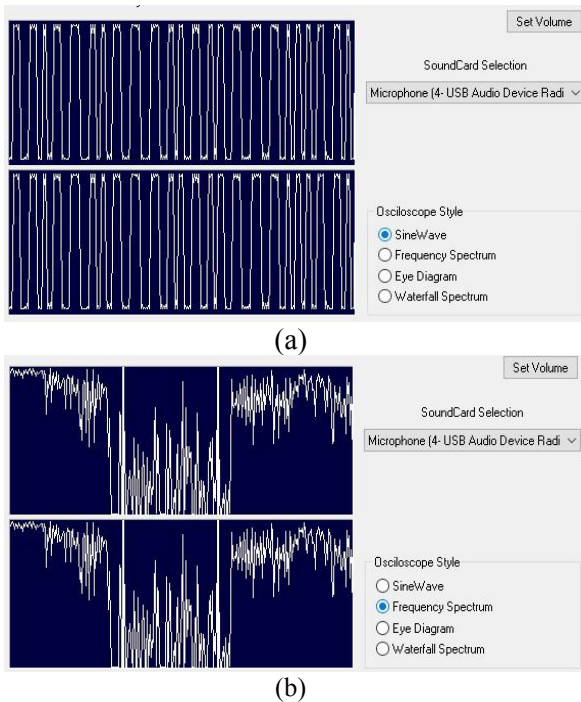 Set Volume
SoundCard Selection
Microphone (4- USB Audio Device Radi
Osciloscope Style
SineWave
Frequency Spectrum
Eye Diagram
Waterfall Spectrum
(a)
Set Volume
SoundCard Selection
Microphone (4- USB Audio Device Radi
Osciloscope Style
SineWave
Frequency Spectrum
Eye Diagram
Waterfall Spectrum
(b)